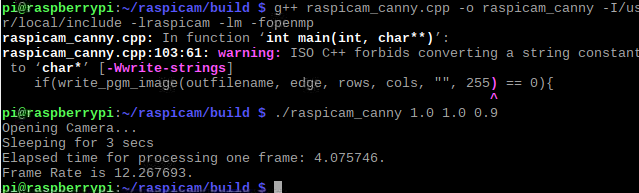 pi@raspberrypi:~/raspicam/build $ g++ raspicam_canny.cpp -o raspicam_canny -I/us
r/local/include -lraspicam -lm -fopenmp
raspicam_canny.cpp: In function ‘int main(int, char**)’:
raspicam_canny.cpp:103:61: warning: ISO C++ forbids converting a string constant
 to ‘char*’ [-Wwrite-strings]
    if(write_pgm_image(outfilename, edge, rows, cols, "", 255) == 0){
                                                             ^
pi@raspberrypi:~/raspicam/build $ ./raspicam_canny 1.0 1.0 0.9
Opening Camera...
Sleeping for 3 secs
Elapsed time for processing one frame: 4.075746.
Frame Rate is 12.267693.
pi@raspberrypi:~/raspicam/build $